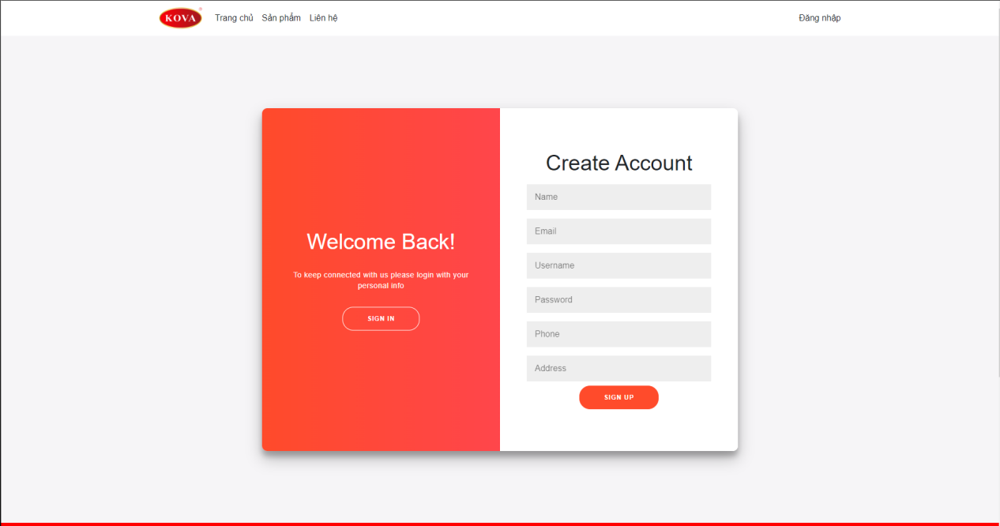 KOVA®
Trang chủ Sản phẩm Liên hệ
Đăng nhập
Welcome Back!
To keep connected with us please login with your
personal info
SIGN IN
Create Account
Name
Email
Username
Password
Phone
Address
SIGN UP